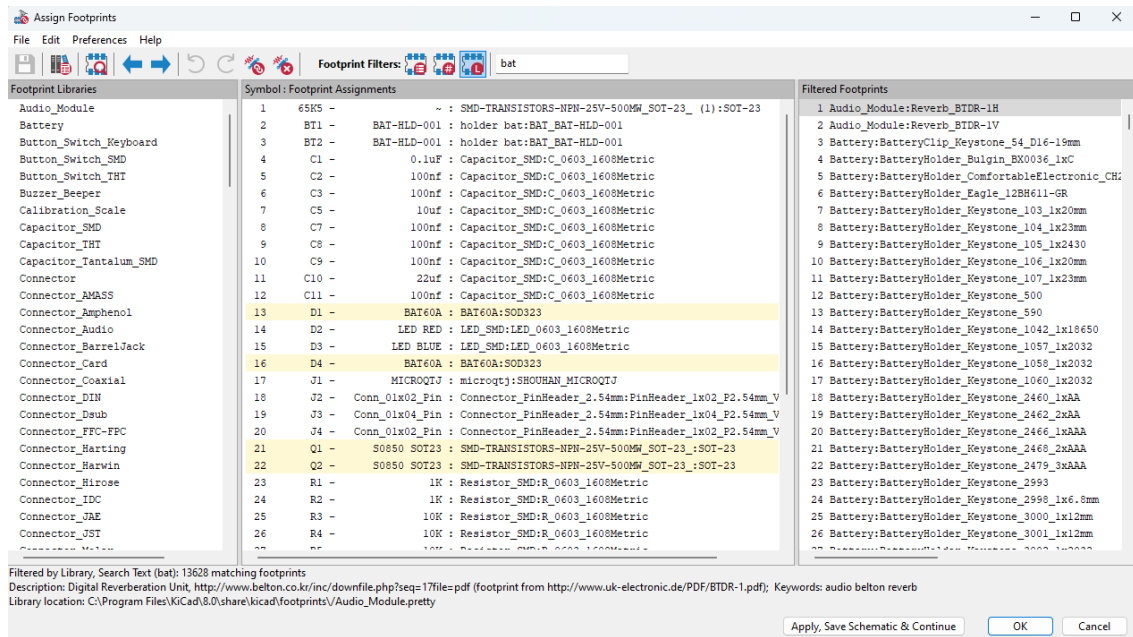 Assign Footprints
File Edit Preferences Help
Footprint Filters: bat
Footprint Libraries
Audio_Module
Battery
Button_Switch_Keyboard
Button_Switch_SMD
Button_Switch_THT
Buzzer_Beeper
Calibration_Scale
Capacitor_SMD
Capacitor_THT
Capacitor_Tantalum_SMD
Connector
Connector_AMASS
Connector_Amphenol
Connector_Audio
Connector_BarrelJack
Connector_Card
Connector_Coaxial
Connector_DIN
Connector_Dsub
Connector_FFC-FPC
Connector_Harting
Connector_Harwin
Connector_Hirose
Connector_IDC
Connector_JAE
Connector_JST
Symbol : Footprint Assignments
1 65K5 - ~ : SMD-TRANSISTORS-NPN-25V-500MW_SOT-23_ (1):SOT-23
2 BT1 - BAT-HLD-001 : holder bat:BAT_BAT-HLD-001
3 BT2 - BAT-HLD-001 : holder bat:BAT_BAT-HLD-001
4 C1 - 0.1uF : Capacitor_SMD:C_0603_1608Metric
5 C2 - 100nf : Capacitor_SMD:C_0603_1608Metric
6 C3 - 100nf : Capacitor_SMD:C_0603_1608Metric
7 C5 - 10uf : Capacitor_SMD:C_0603_1608Metric
8 C7 - 100nf : Capacitor_SMD:C_0603_1608Metric
9 C8 - 100nf : Capacitor_SMD:C_0603_1608Metric
10 C9 - 100nf : Capacitor_SMD:C_0603_1608Metric
11 C10 - 22uf : Capacitor_SMD:C_0603_1608Metric
12 C11 - 100nf : Capacitor_SMD:C_0603_1608Metric
13 D1 - BAT60A : BAT60A:SOD323
14 D2 - LED RED : LED_SMD:LED_0603_1608Metric
15 D3 - LED BLUE : LED_SMD:LED_0603_1608Metric
16 D4 - BAT60A : BAT60A:SOD323
17 J1 - MICROQTJ : microqtj:SHOUHAN_MICROQTJ
18 J2 - Conn_01x02_Pin : Connector_PinHeader_2.54mm:PinHeader_1x02_P2.54mm_V
19 J3 - Conn_01x04_Pin : Connector_PinHeader_2.54mm:PinHeader_1x04_P2.54mm_V
20 J4 - Conn_01x02_Pin : Connector_PinHeader_2.54mm:PinHeader_1x02_P2.54mm_V
21 Q1 - S0850 SOT23 : SMD-TRANSISTORS-NPN-25V-500MW_SOT-23_:SOT-23
22 Q2 - S0850 SOT23 : SMD-TRANSISTORS-NPN-25V-500MW_SOT-23_:SOT-23
23 R1 - 1K : Resistor_SMD:R_0603_1608Metric
24 R2 - 1K : Resistor_SMD:R_0603_1608Metric
25 R3 - 10K : Resistor_SMD:R_0603_1608Metric
26 R4 - 10K : Resistor_SMD:R_0603_1608Metric
Filtered Footprints
1 Audio_Module:Reverb_BTDR-1H
2 Audio_Module:Reverb_BTDR-1V
3 Battery:BatteryClip_Keystone_54_D16-19mm
4 Battery:BatteryHolder_Bulgin_BX0036_1xC
5 Battery:BatteryHolder_ComfortableElectronic_CH2
6 Battery:BatteryHolder_Eagle_12BH611-GR
7 Battery:BatteryHolder_Keystone_103_1x20mm
8 Battery:BatteryHolder_Keystone_104_1x23mm
9 Battery:BatteryHolder_Keystone_105_1x2430
10 Battery:BatteryHolder_Keystone_106_1x20mm
11 Battery:BatteryHolder_Keystone_107_1x23mm
12 Battery:BatteryHolder_Keystone_500
13 Battery:BatteryHolder_Keystone_590
14 Battery:BatteryHolder_Keystone_1042_1x18650
15 Battery:BatteryHolder_Keystone_1057_1x2032
16 Battery:BatteryHolder_Keystone_1058_1x2032
17 Battery:BatteryHolder_Keystone_1060_1x2032
18 Battery:BatteryHolder_Keystone_2460_1xAA
19 Battery:BatteryHolder_Keystone_2462_2xAA
20 Battery:BatteryHolder_Keystone_2466_1xAAA
21 Battery:BatteryHolder_Keystone_2468_2xAAA
22 Battery:BatteryHolder_Keystone_2479_3xAAA
23 Battery:BatteryHolder_Keystone_2993
24 Battery:BatteryHolder_Keystone_2998_1x6.8mm
25 Battery:BatteryHolder_Keystone_3000_1x12mm
26 Battery:BatteryHolder_Keystone_3001_1x12mm
Filtered by Library, Search Text (bat): 13628 matching footprints
Description: Digital Reverberation Unit, http://www.belton.co.kr/inc/downfile.php?seq=17file=pdf (footprint from http://www.uk-electronic.de/PDF/BTDR-1.pdf); Keywords: audio belton reverb
Library location: C:\Program Files\KiCad\8.0\share\kicad\footprints\/Audio_Module.pretty
Apply, Save Schematic & Continue OK Cancel